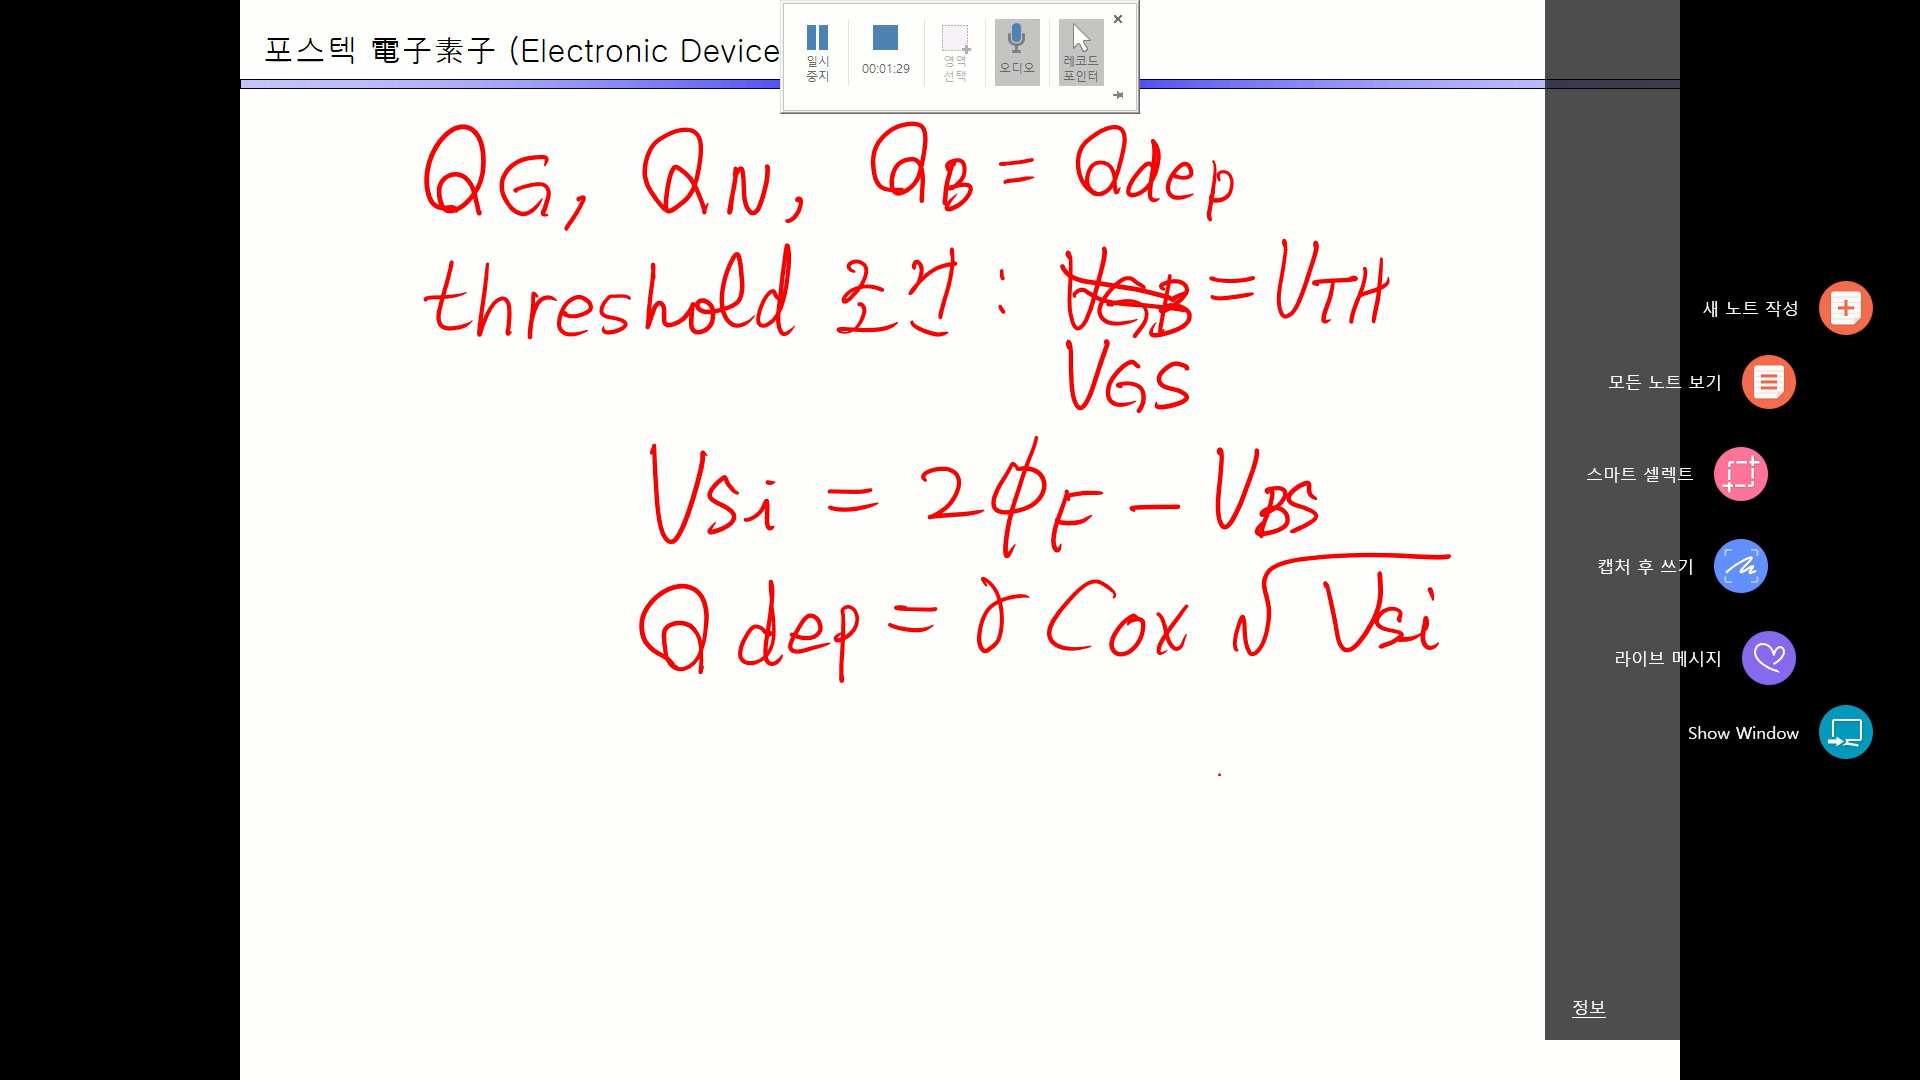 포스텍 電子素子 (Electronic Device
일시
중지
00:01:29
영역
선택
오디오
레코드
포인터
QG, QN, QB = Qdep
threshold 조건 : VGB = VTH
VGS
Vsi = 2ϕF − VBS
Qdep = γ Cox √Vsi
새 노트 작성
모든 노트 보기
스마트 셀렉트
캡처 후 쓰기
라이브 메시지
Show Window
정보